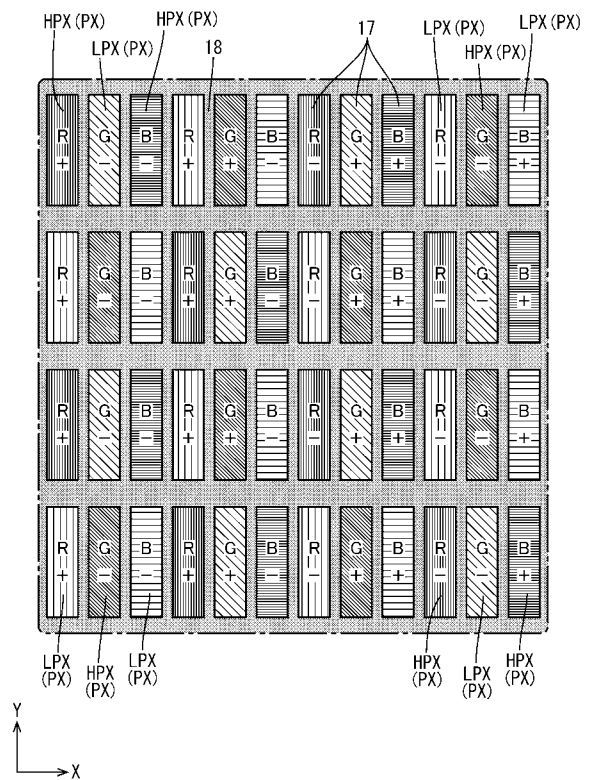 HPX (PX) LPX (PX) HPX (PX) 18 17 LPX (PX) HPX (PX) LPX (PX)
R G B R G B R G B R G B
+ − − + + − − + + − − +
R G B R G B R G B R G B
+ − − + + − − + + − − +
R G B R G B R G B R G B
+ − − + + − − + + − − +
R G B R G B R G B R G B
+ − − + + − − + + − − +
LPX HPX LPX HPX LPX HPX
(PX) (PX) (PX) (PX) (PX) (PX)
Y
X